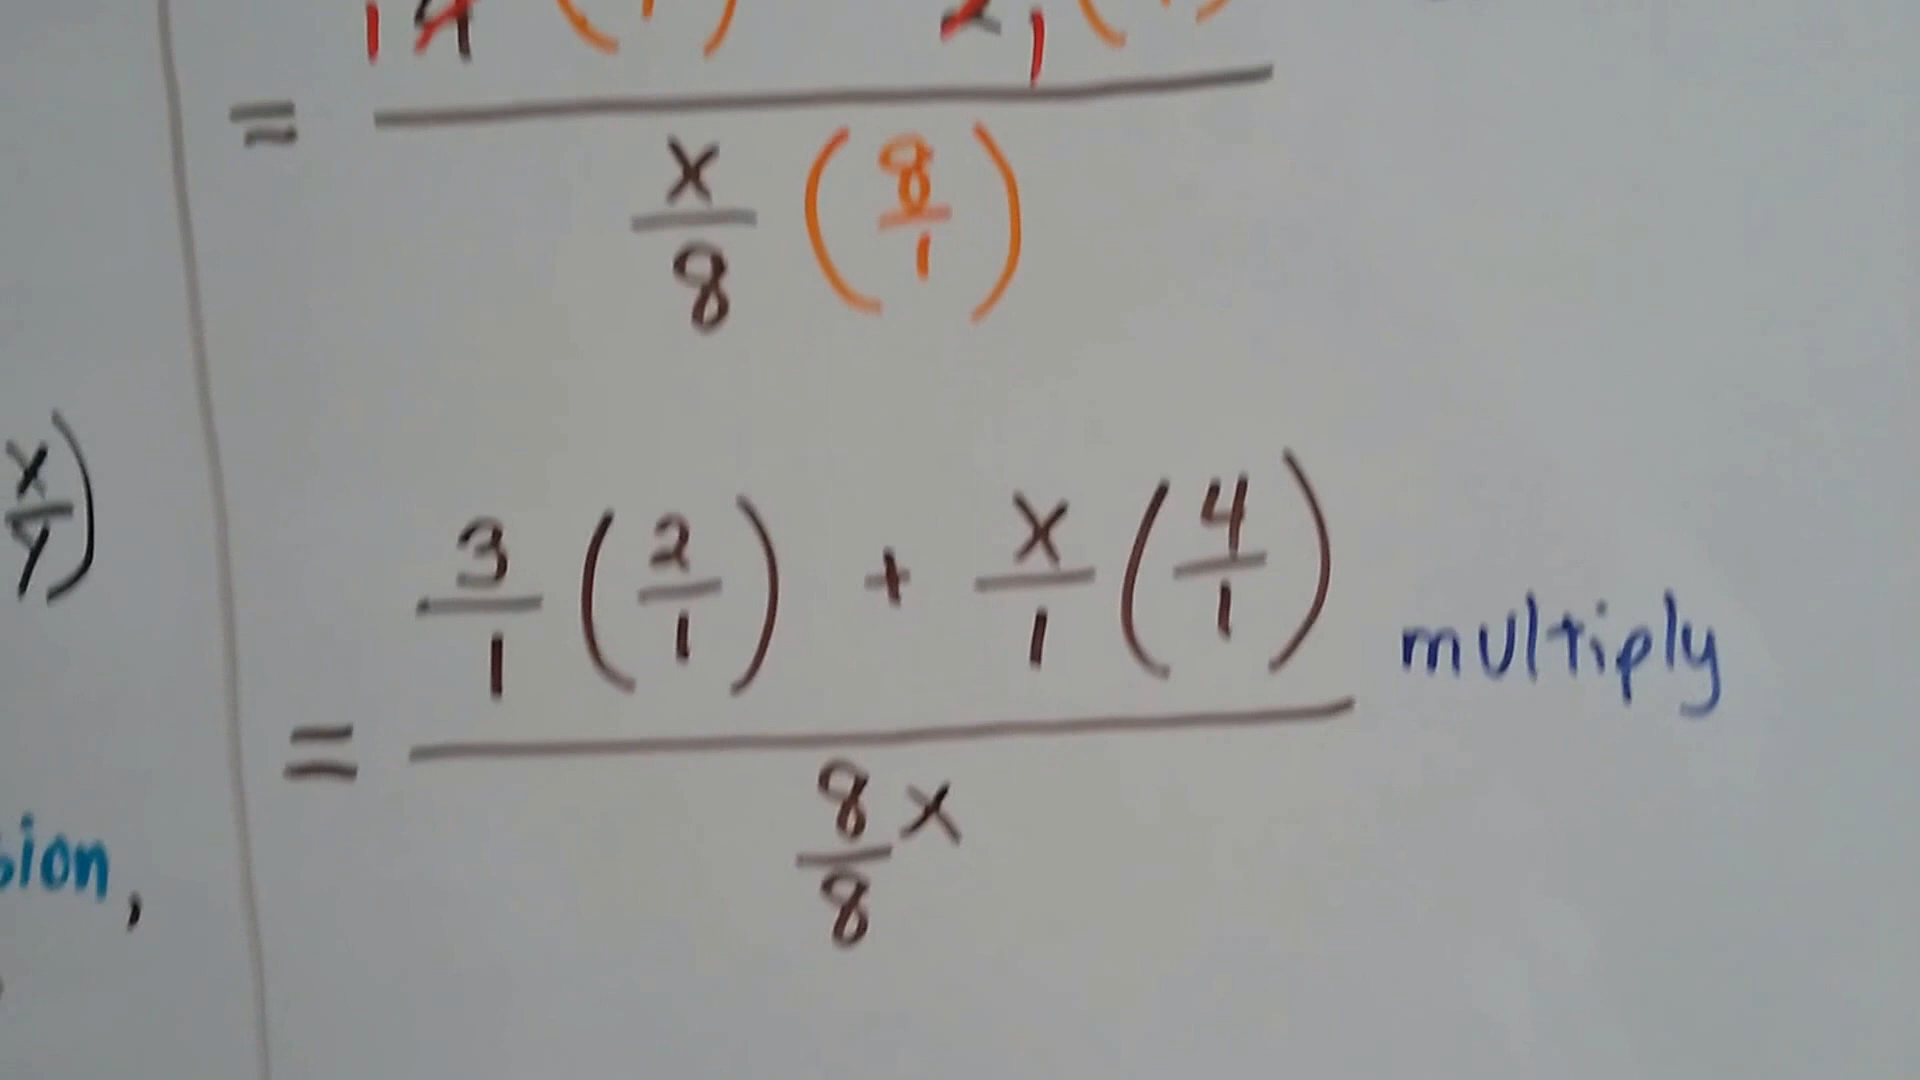 =
x/8 (8/1)
x/y)
3/1 (2/1) + x/1 (4/1) multiply
=
8/8 x
sion,